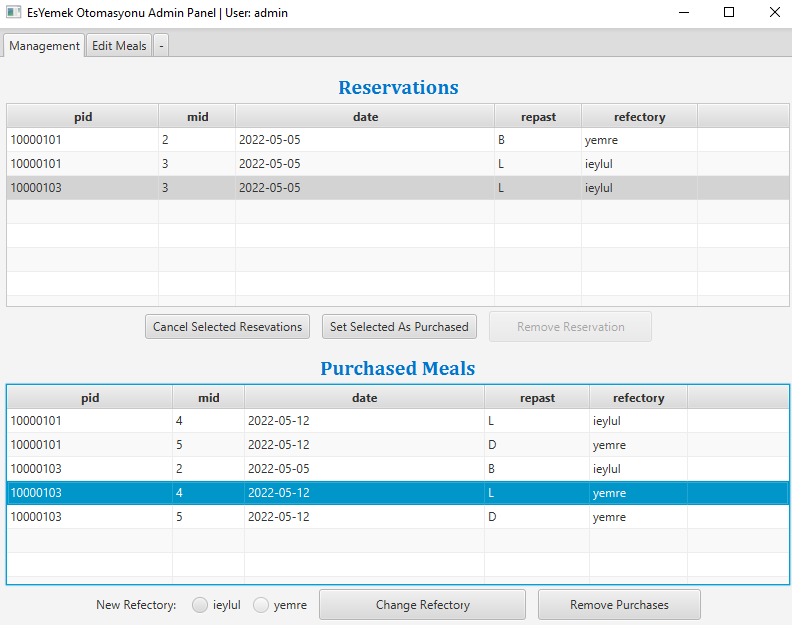 EsYemek Otomasyonu Admin Panel | User: admin
Management Edit Meals -
Reservations
pid mid date repast refectory
10000101 2 2022-05-05 B yemre
10000101 3 2022-05-05 L ieylul
10000103 3 2022-05-05 L ieylul
Cancel Selected Resevations Set Selected As Purchased Remove Reservation
Purchased Meals
pid mid date repast refectory
10000101 4 2022-05-12 L ieylul
10000101 5 2022-05-12 D yemre
10000103 2 2022-05-05 B ieylul
10000103 4 2022-05-12 L yemre
10000103 5 2022-05-12 D yemre
New Refectory: ieylul yemre Change Refectory Remove Purchases